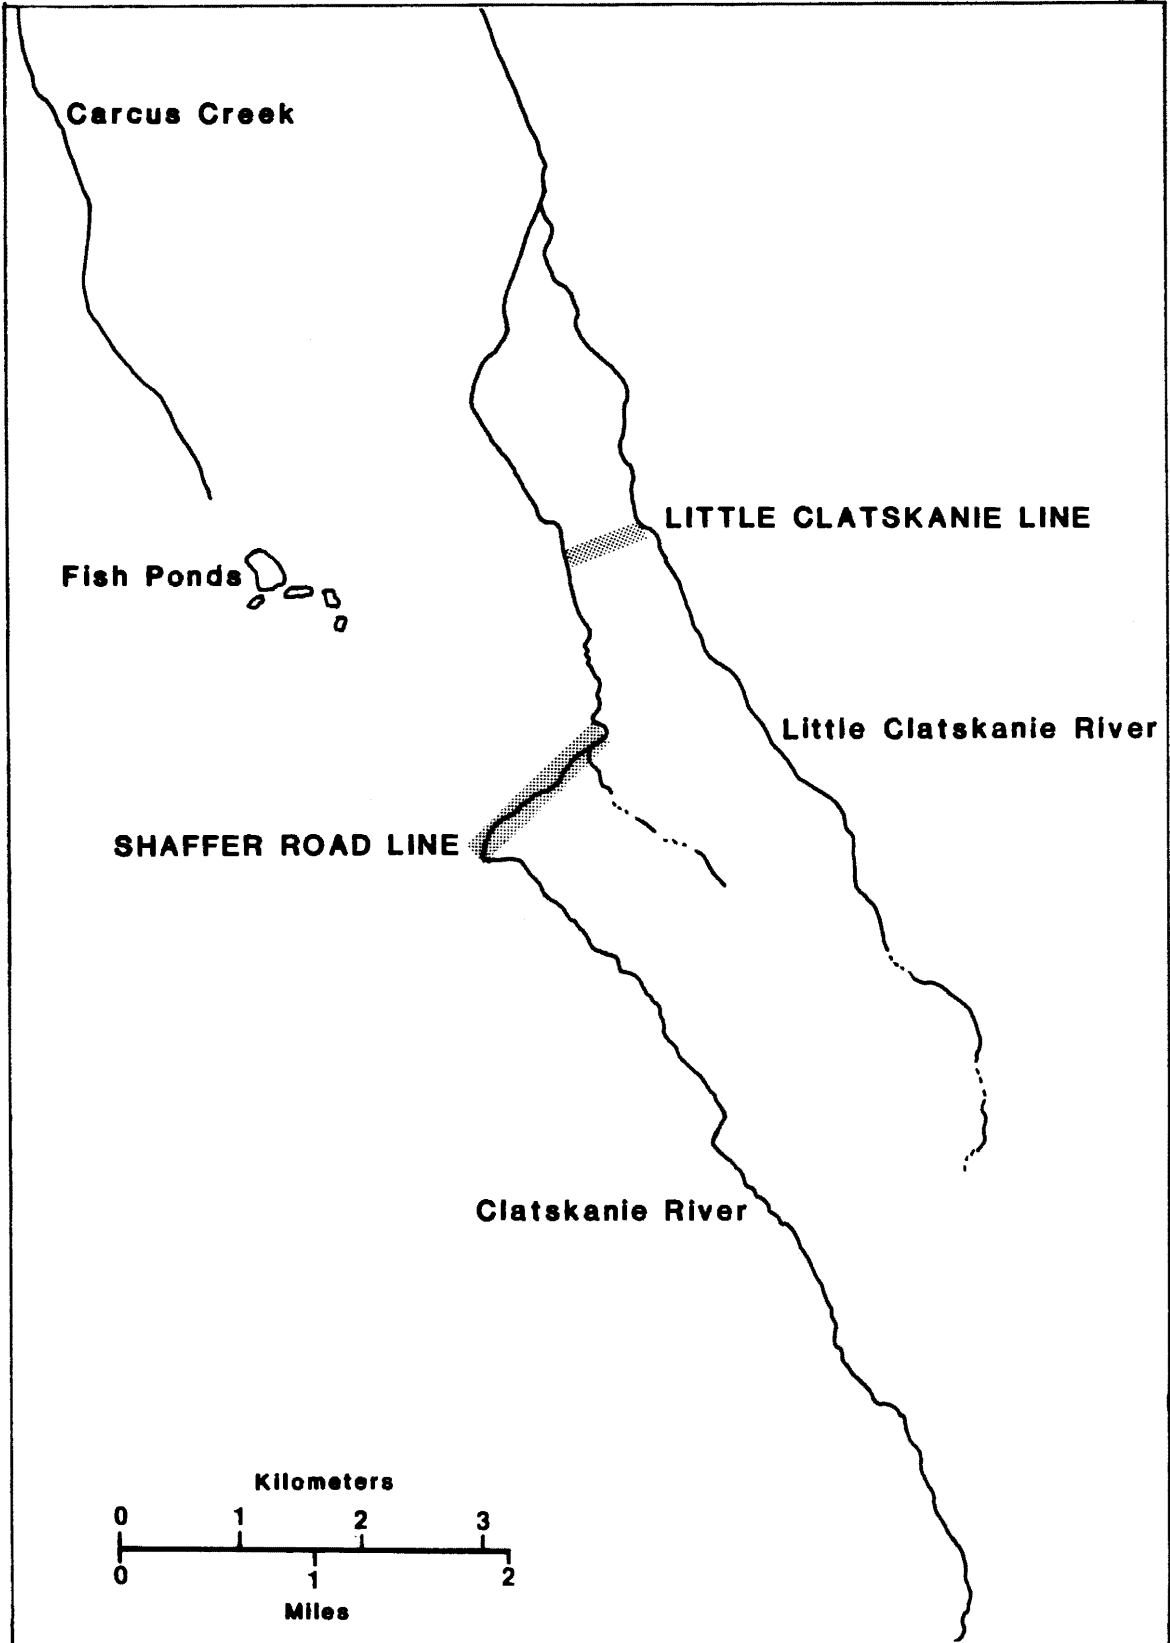 Carcus Creek
LITTLE CLATSKANIE LINE
Fish Ponds
Little Clatskanie River
SHAFFER ROAD LINE
Clatskanie River
Kilometers
0 1 2 3
0 1 2
Miles